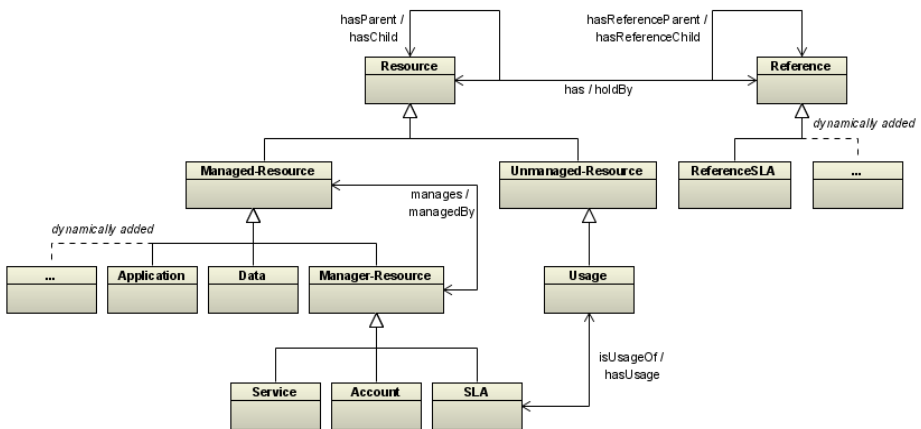 hasParent /
hasChild
hasReferenceParent /
hasReferenceChild
Resource
Reference
has / holdBy
dynamically added
Managed-Resource
Unmanaged-Resource
ReferenceSLA
...
manages /
managedBy
dynamically added
...
Application
Data
Manager-Resource
Usage
isUsageOf /
hasUsage
Service
Account
SLA